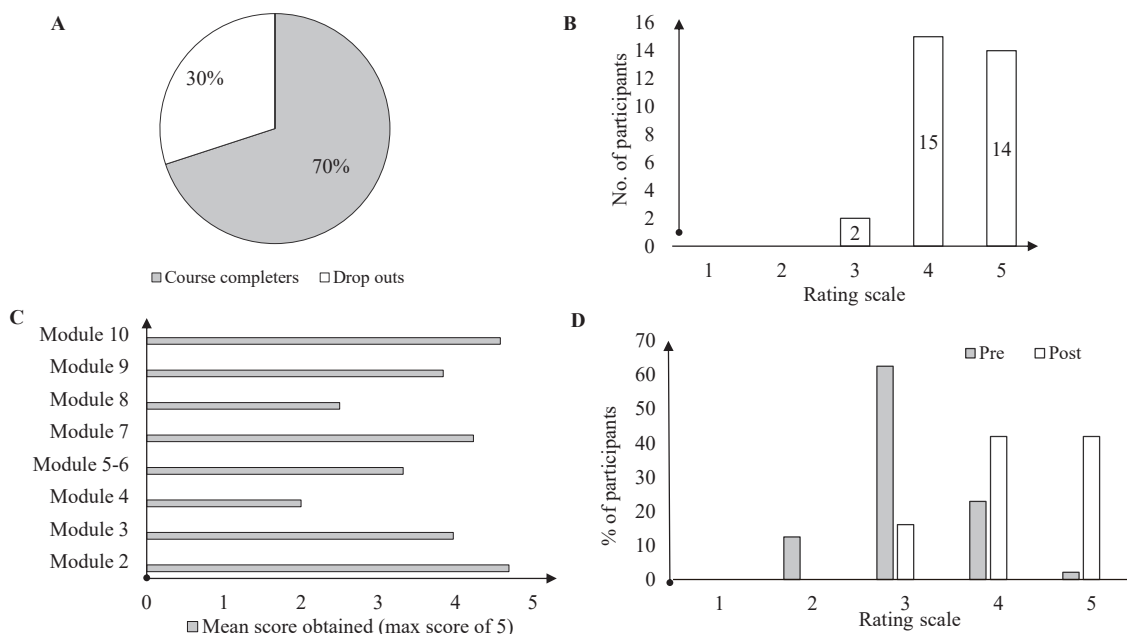 A
30%
70%
Course completers Drop outs
B
No. of participants
16
14
12
10
8
6
4
2
0
2
15
14
1 2 3 4 5
Rating scale
C
Module 10
Module 9
Module 8
Module 7
Module 5-6
Module 4
Module 3
Module 2
0 1 2 3 4 5
Mean score obtained (max score of 5)
D
% of participants
70
60
50
40
30
20
10
0
Pre Post
1 2 3 4 5
Rating scale